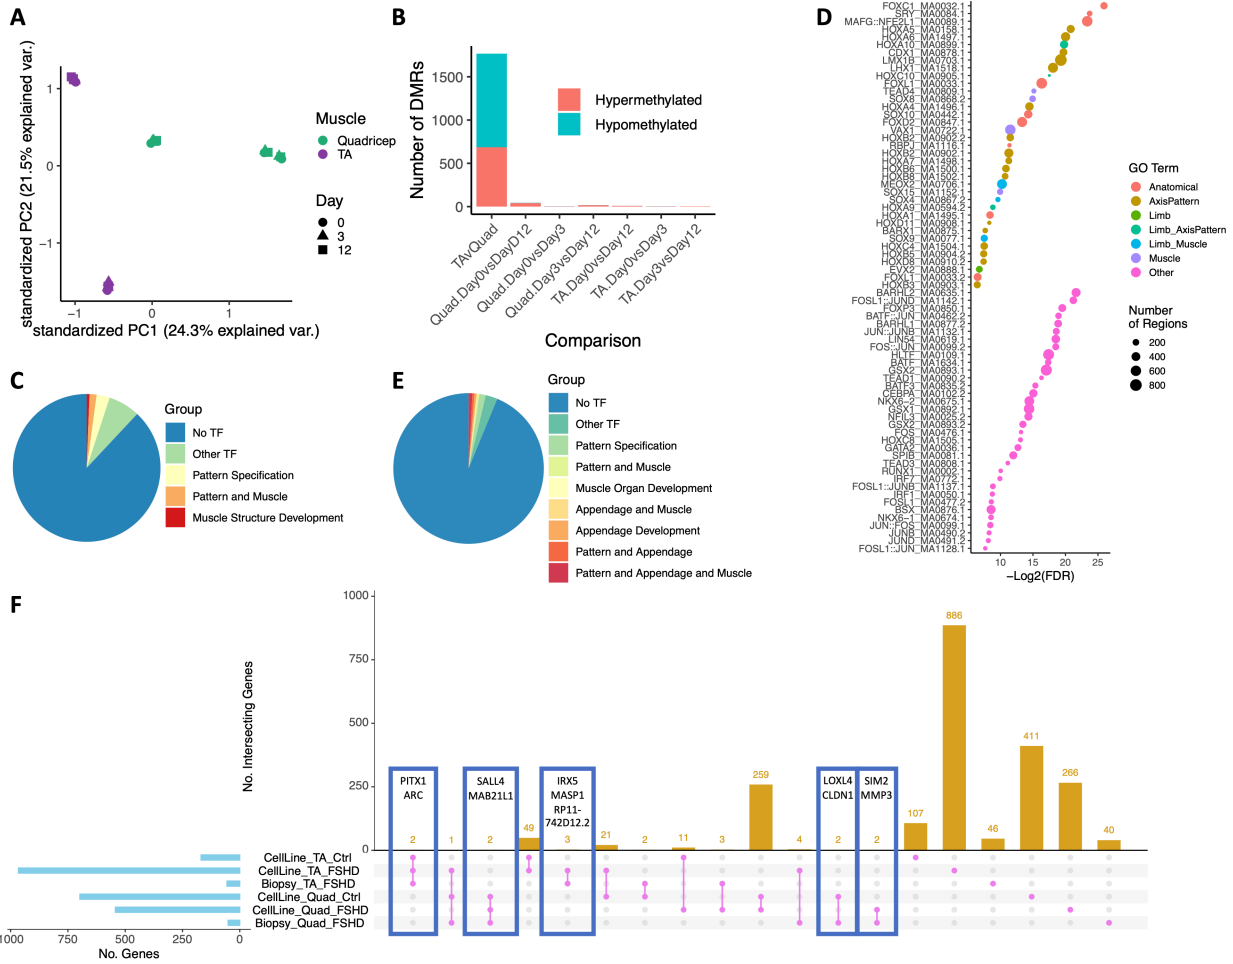 A
standardized PC2 (21.5% explained var.)
1
0
−1
−1
0
1
standardized PC1 (24.3% explained var.)
Muscle
Quadricep
TA
Day
0
3
12
B
Number of DMRs
1500
1000
500
0
Hypermethylated
Hypomethylated
TAvQuad
Quad.Day0vsDayD12
Quad.Day0vsDay3
Quad.Day3vsDay12
TA.Day0vsDay12
TA.Day0vsDay3
TA.Day3vsDay12
Comparison
C
Group
No TF
Other TF
Pattern Specification
Pattern and Muscle
Muscle Structure Development
E
Group
No TF
Other TF
Pattern Specification
Pattern and Muscle
Muscle Organ Development
Appendage and Muscle
Appendage Development
Pattern and Appendage
Pattern and Appendage and Muscle
D
FOXC1_MA0032.1
SRY_MA0084.1
MAFG::NFE2L1_MA0089.1
HOXA5_MA0158.1
HOXA6_MA1497.1
HOXA10_MA0899.1
CDX1_MA0878.1
LMX1B_MA0703.1
LHX1_MA1518.1
HOXC10_MA0905.1
FOXL1_MA0033.1
TEAD4_MA0809.1
SOX8_MA0868.2
HOXA4_MA1496.1
SOX10_MA0442.1
FOXD2_MA0847.1
VAX1_MA0722.1
HOXB2_MA0902.2
RBPJ_MA1116.1
HOXB2_MA0902.1
HOXA7_MA1498.1
HOXB6_MA1500.1
HOXB8_MA1502.1
MEOX2_MA0706.1
SOX15_MA1152.1
SOX4_MA0867.2
HOXA9_MA0594.2
HOXA1_MA1495.1
HOXD11_MA0908.1
BARX1_MA0875.1
SOX9_MA0077.1
HOXC4_MA1504.1
HOXB5_MA0904.2
HOXD8_MA0910.2
EVX2_MA0888.1
FOXL1_MA0033.2
HOXB3_MA0903.1
BARHL2_MA0635.1
FOSL1::JUND_MA1142.1
FOXP3_MA0850.1
BATF::JUN_MA0462.2
BARHL1_MA0877.2
JUN::JUNB_MA1132.1
LIN54_MA0619.1
FOS::JUN_MA0099.2
HLTF_MA0109.1
BATF_MA1634.1
GSX2_MA0893.1
TEAD1_MA0090.2
BATF3_MA0835.2
CEBPA_MA0102.2
NKX6−2_MA0675.1
GSX1_MA0892.1
NFIL3_MA0025.2
GSX2_MA0893.2
FOS_MA0476.1
HOXC8_MA1505.1
GATA2_MA0036.1
SPIB_MA0081.1
TEAD3_MA0808.1
RUNX1_MA0002.1
IRF7_MA0772.1
FOSL1::JUNB_MA1137.1
IRF1_MA0050.1
FOSL1_MA0477.2
BSX_MA0876.1
NKX6−1_MA0674.1
JUN::FOS_MA0099.1
JUNB_MA0490.2
JUND_MA0491.2
FOSL1::JUN_MA1128.1
10
15
20
25
−Log2(FDR)
GO Term
Anatomical
AxisPattern
Limb
Limb_AxisPattern
Limb_Muscle
Muscle
Other
Number
of Regions
200
400
600
800
F
No. Intersecting Genes
1000
750
500
250
0
PITX1
ARC
SALL4
MAB21L1
IRX5
MASP1
RP11-
742D12.2
LOXL4
CLDN1
SIM2
MMP3
2
1
2
49
3
21
2
11
3
259
4
2
2
107
886
46
411
266
40
CellLine_TA_Ctrl
CellLine_TA_FSHD
Biopsy_TA_FSHD
CellLine_Quad_Ctrl
CellLine_Quad_FSHD
Biopsy_Quad_FSHD
1000
750
500
250
0
No. Genes